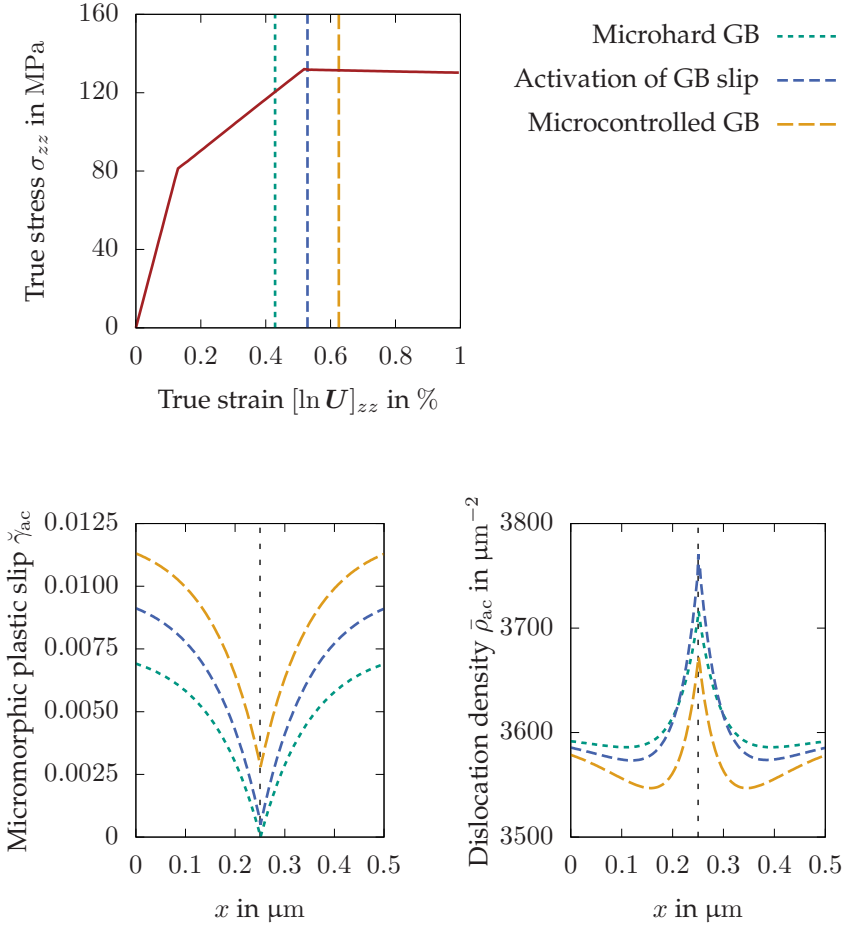 160
120
80
40
0
True stress σzz in MPa
0 0.2 0.4 0.6 0.8 1
True strain [ln U]zz in %
Microhard GB
Activation of GB slip
Microcontrolled GB
0.0125
0.0100
0.0075
0.0050
0.0025
0
Micromorphic plastic slip γ̆ac
0 0.1 0.2 0.3 0.4 0.5
x in μm
3800
3700
3600
3500
Dislocation density ρ̄ac in μm−2
0 0.1 0.2 0.3 0.4 0.5
x in μm